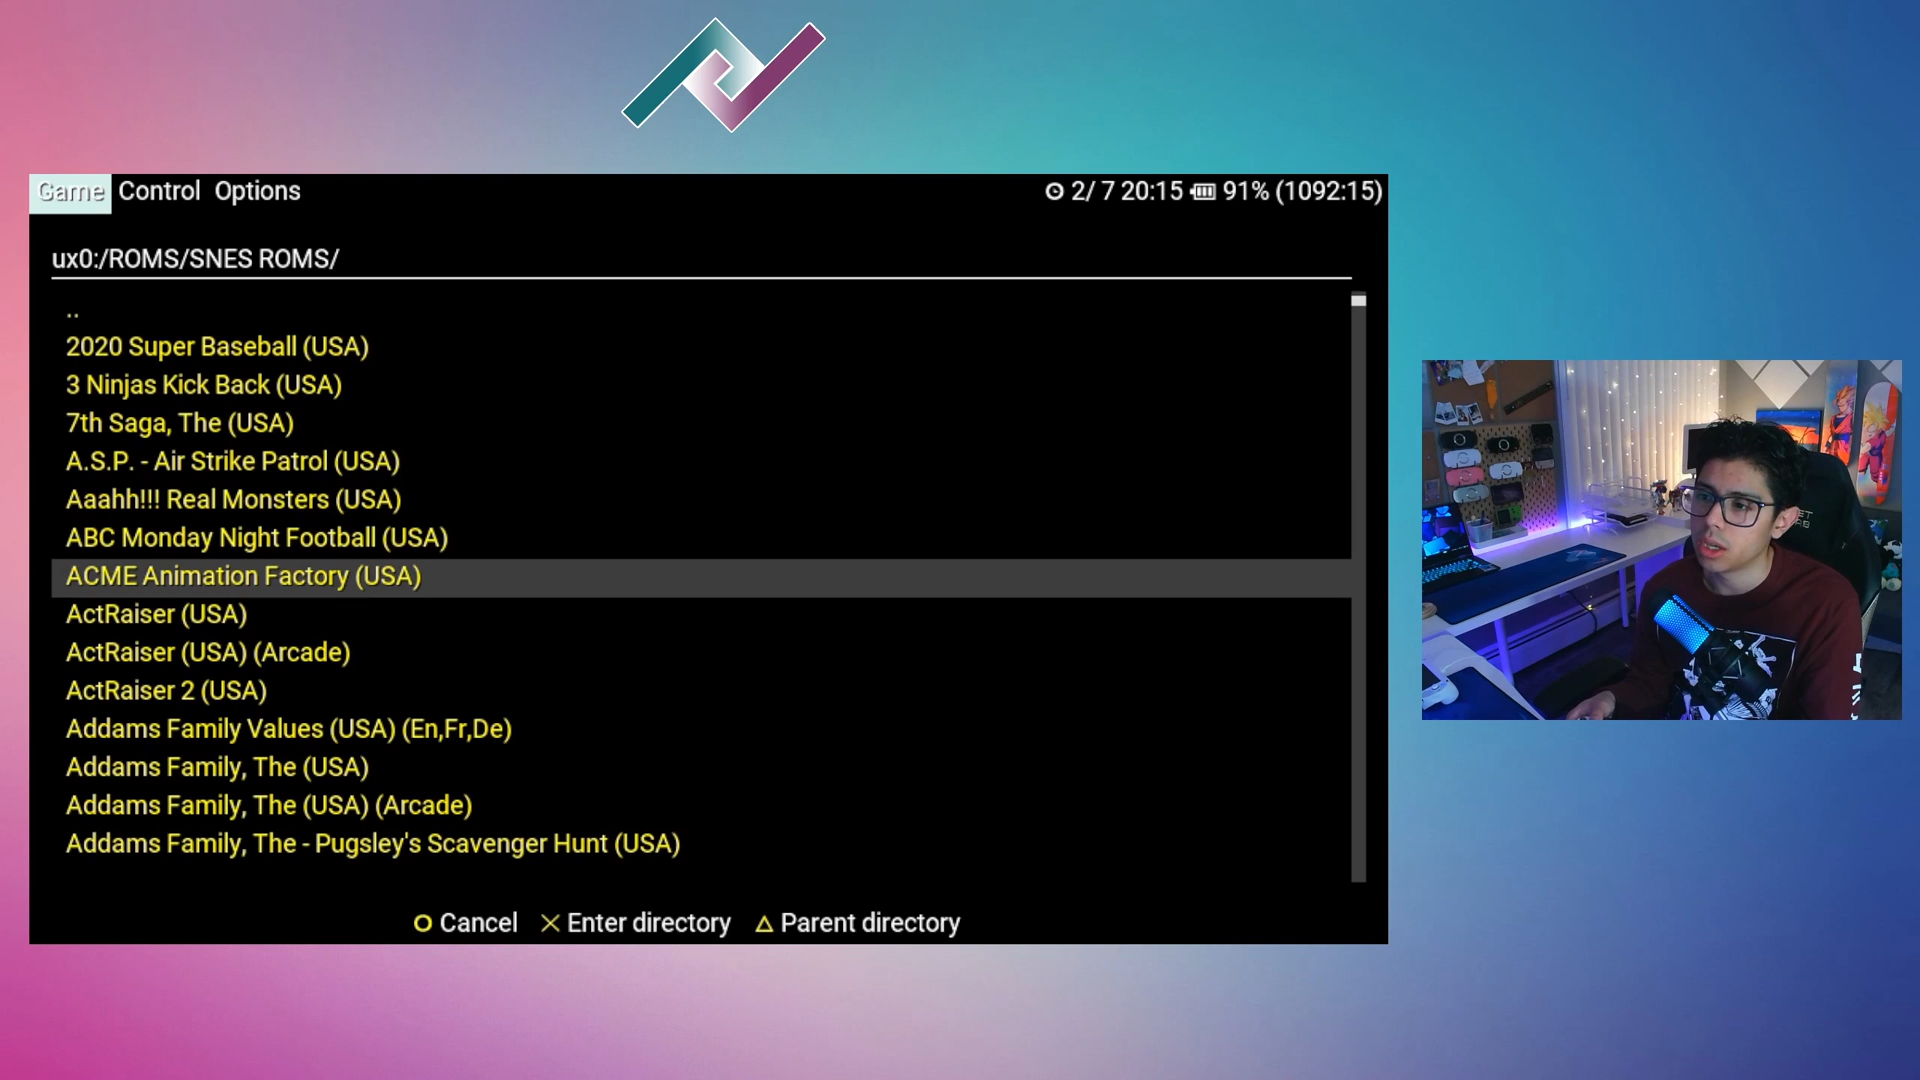 Game Control Options 2/ 7 20:15 91% (1092:15)
ux0:/ROMS/SNES ROMS/
..
2020 Super Baseball (USA)
3 Ninjas Kick Back (USA)
7th Saga, The (USA)
A.S.P. - Air Strike Patrol (USA)
Aaahh!!! Real Monsters (USA)
ABC Monday Night Football (USA)
ACME Animation Factory (USA)
ActRaiser (USA)
ActRaiser (USA) (Arcade)
ActRaiser 2 (USA)
Addams Family Values (USA) (En,Fr,De)
Addams Family, The (USA)
Addams Family, The (USA) (Arcade)
Addams Family, The - Pugsley's Scavenger Hunt (USA)
Cancel Enter directory Parent directory